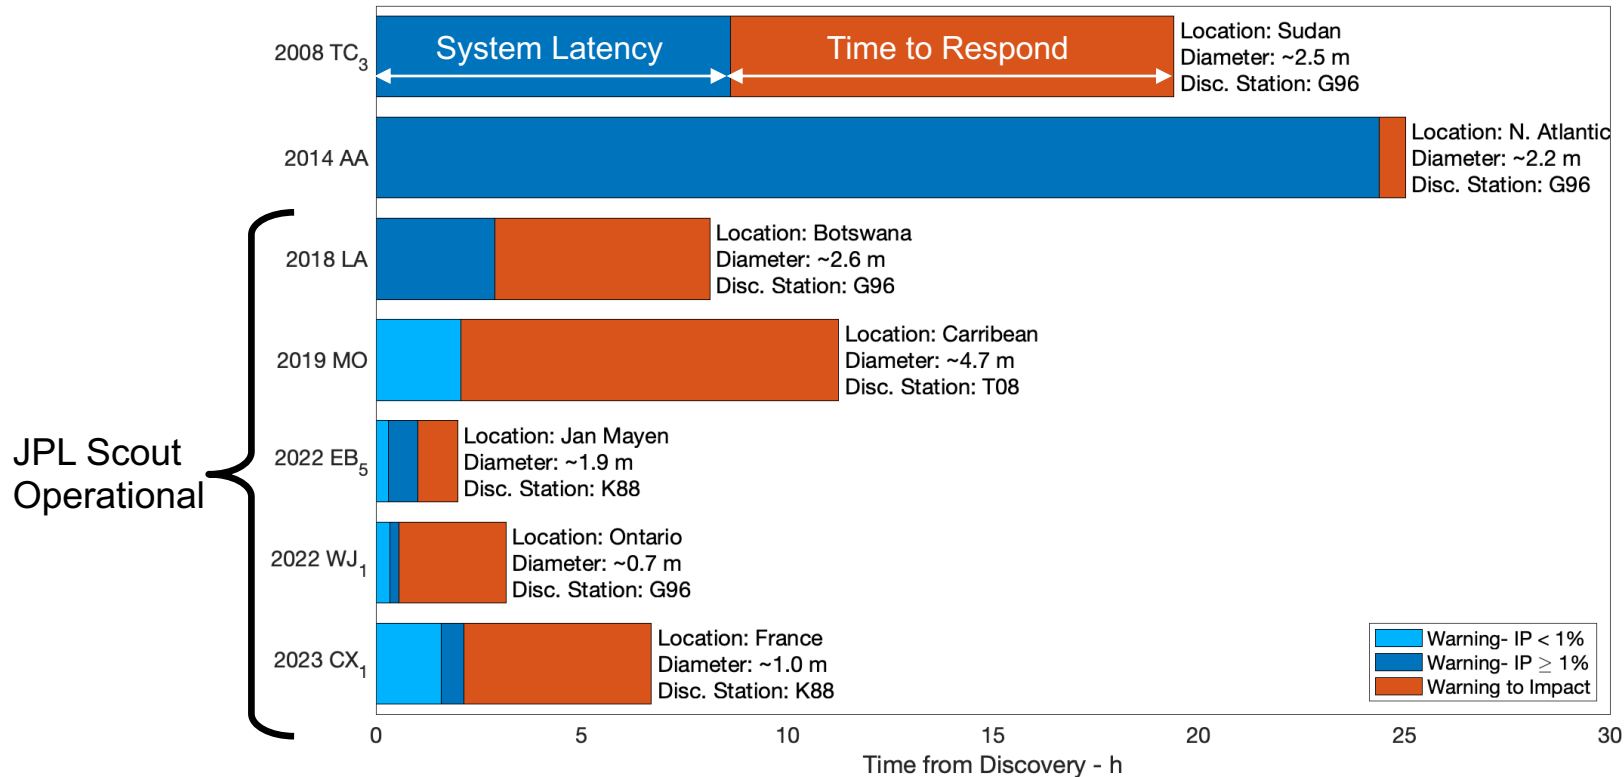 2008 TC3
System Latency
Time to Respond
Location: Sudan
Diameter: ~2.5 m
Disc. Station: G96
2014 AA
Location: N. Atlantic
Diameter: ~2.2 m
Disc. Station: G96
2018 LA
Location: Botswana
Diameter: ~2.6 m
Disc. Station: G96
2019 MO
Location: Carribean
Diameter: ~4.7 m
Disc. Station: T08
JPL Scout
Operational
2022 EB5
Location: Jan Mayen
Diameter: ~1.9 m
Disc. Station: K88
2022 WJ1
Location: Ontario
Diameter: ~0.7 m
Disc. Station: G96
2023 CX1
Location: France
Diameter: ~1.0 m
Disc. Station: K88
Warning- IP < 1%
Warning- IP ≥ 1%
Warning to Impact
0 5 10 15 20 25 30
Time from Discovery - h